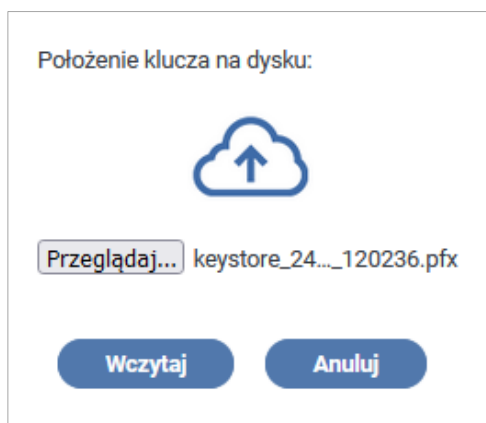 Położenie klucza na dysku:
Przeglądaj... keystore_24..._120236.pfx
Wczytaj Anuluj